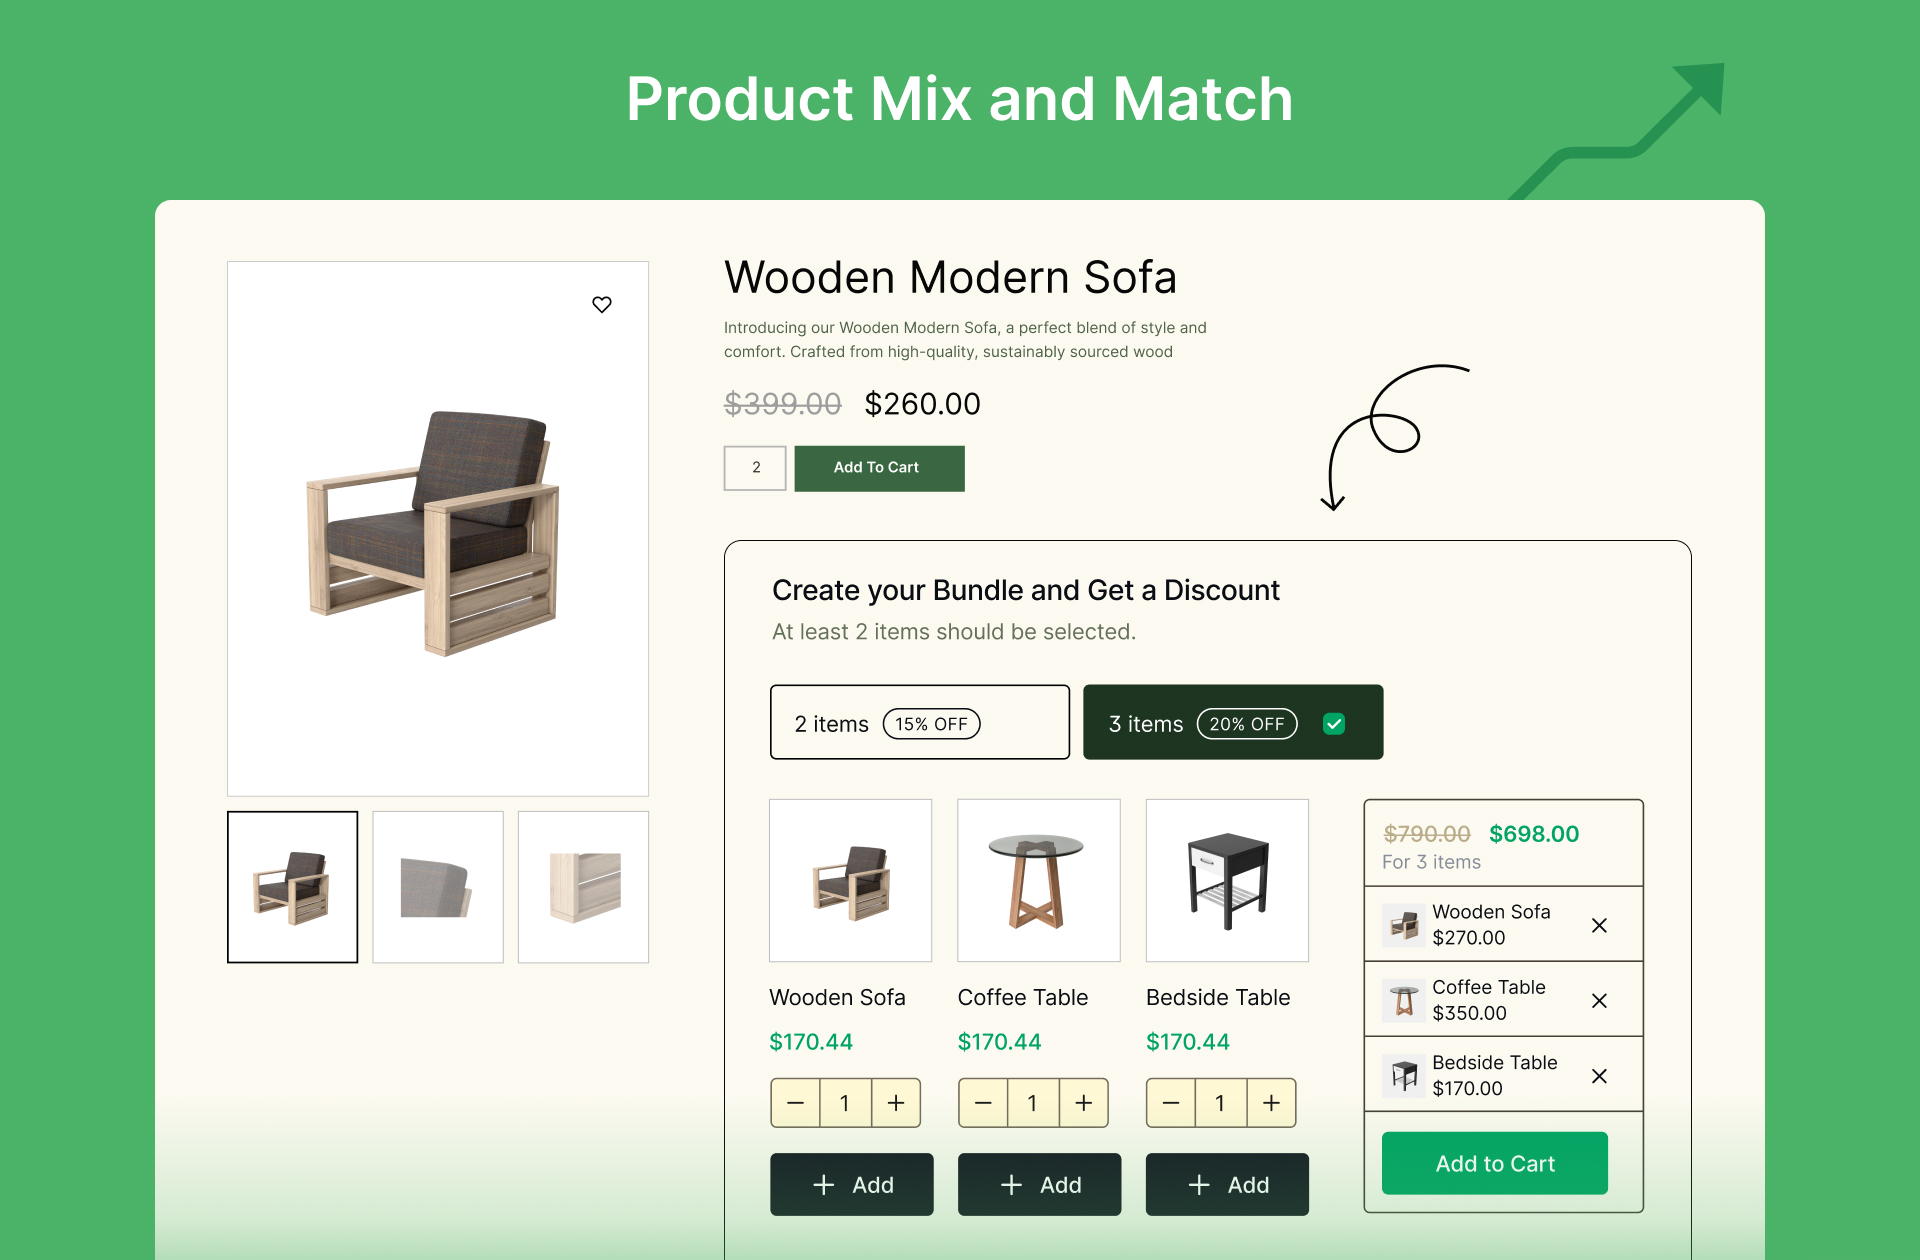 Product Mix and Match
Wooden Modern Sofa
Introducing our Wooden Modern Sofa, a perfect blend of style and
comfort. Crafted from high-quality, sustainably sourced wood
$399.00 $260.00
2 Add To Cart
Create your Bundle and Get a Discount
At least 2 items should be selected.
2 items 15% OFF 3 items 20% OFF
Wooden Sofa Coffee Table Bedside Table
$170.44 $170.44 $170.44
1 1 1
+ Add + Add + Add
$790.00 $698.00
For 3 items
Wooden Sofa
$270.00
Coffee Table
$350.00
Bedside Table
$170.00
Add to Cart